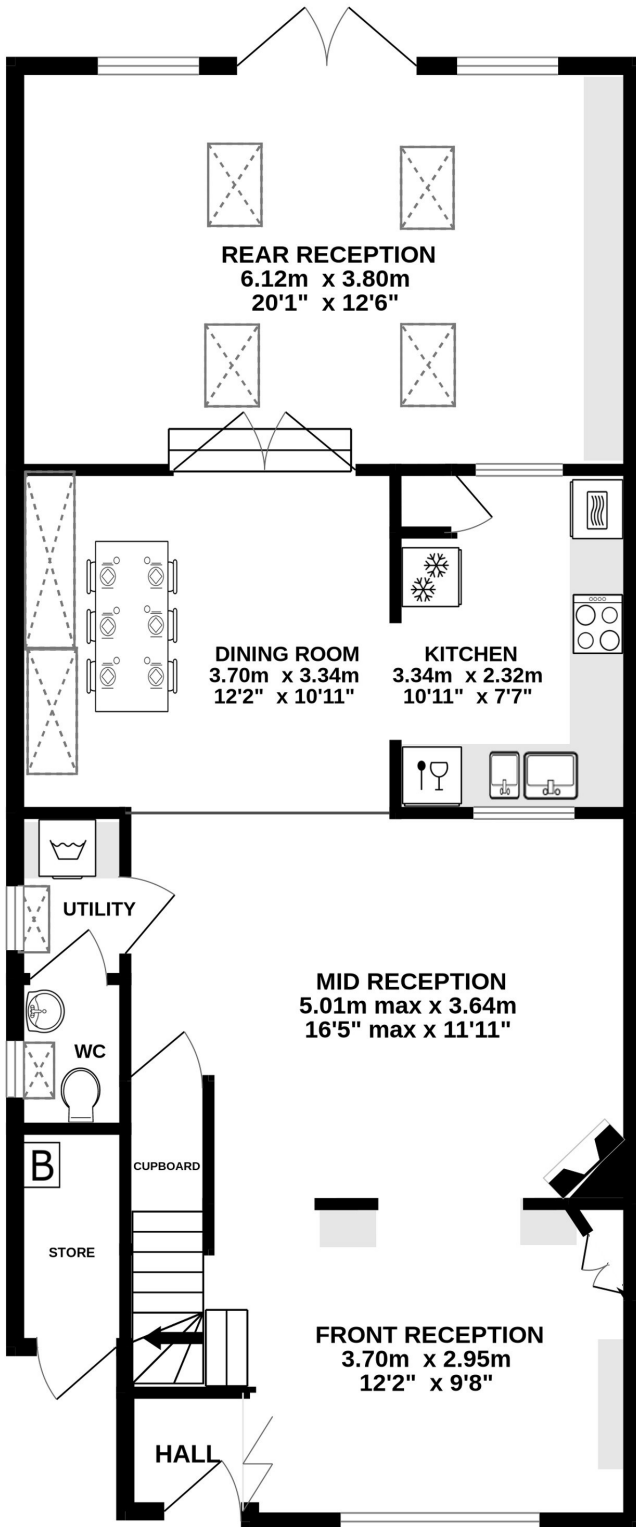 REAR RECEPTION
6.12m x 3.80m
20'1" x 12'6"
DINING ROOM
3.70m x 3.34m
12'2" x 10'11"
KITCHEN
3.34m x 2.32m
10'11" x 7'7"
UTILITY
MID RECEPTION
5.01m max x 3.64m
16'5" max x 11'11"
WC
B
CUPBOARD
STORE
FRONT RECEPTION
3.70m x 2.95m
12'2" x 9'8"
HALL